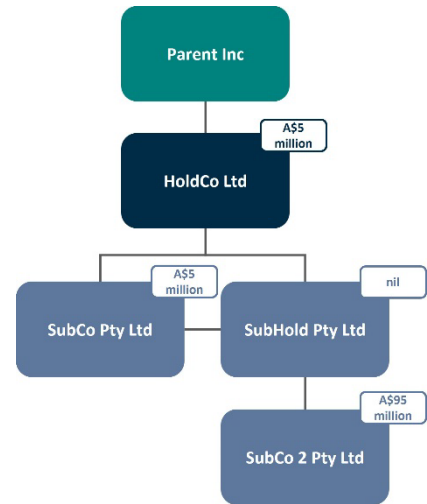 Parent Inc
A$5
million
HoldCo Ltd
A$5
million
nil
SubCo Pty Ltd
SubHold Pty Ltd
A$95
million
SubCo 2 Pty Ltd